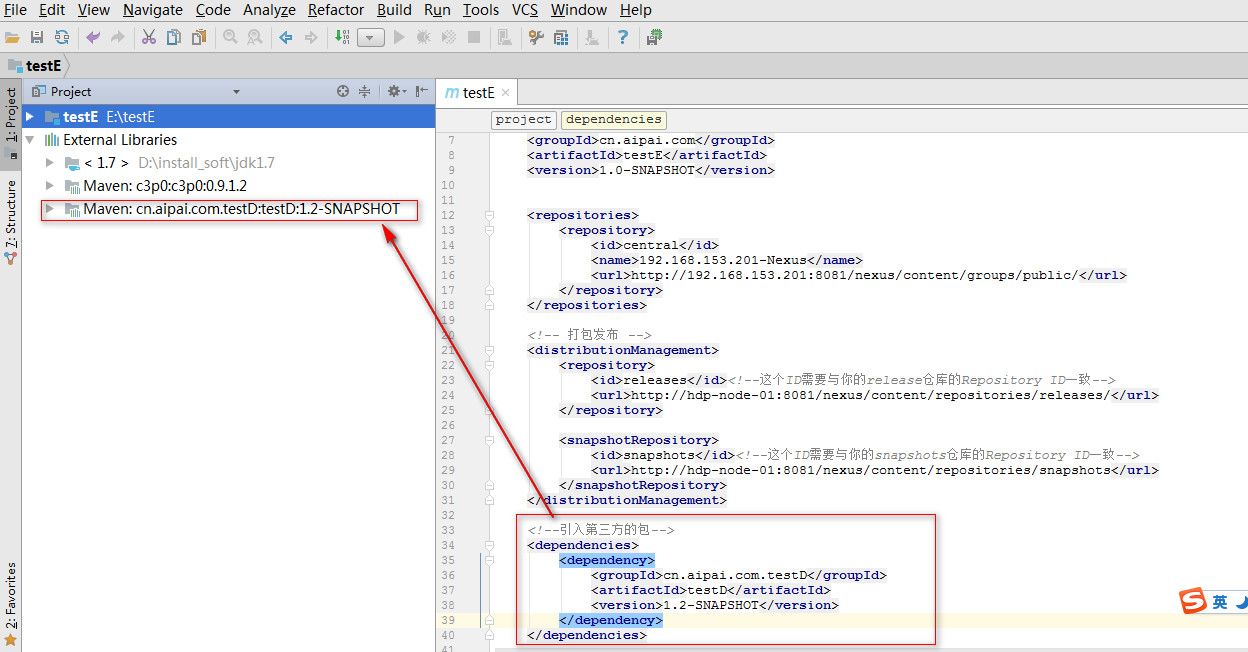 File Edit View Navigate Code Analyze Refactor Build Run Tools VCS Window Help
testE
Project
testE E:\testE
External Libraries
< 1.7 > D:\install_soft\jdk1.7
Maven: c3p0:c3p0:0.9.1.2
Maven: cn.aipai.com.testD:testD:1.2-SNAPSHOT
1: Project
7: Structure
2: Favorites
m testE
project dependencies
7 <groupId>cn.aipai.com</groupId>
8 <artifactId>testE</artifactId>
9 <version>1.0-SNAPSHOT</version>
10
11
12 <repositories>
13 <repository>
14 <id>central</id>
15 <name>192.168.153.201-Nexus</name>
16 <url>http://192.168.153.201:8081/nexus/content/groups/public/</url>
17 </repository>
18 </repositories>
19
20 <!-- 打包发布 -->
21 <distributionManagement>
22 <repository>
23 <id>releases</id><!--这个ID需要与你的release仓库的Repository ID一致-->
24 <url>http://hdp-node-01:8081/nexus/content/repositories/releases/</url>
25 </repository>
26
27 <snapshotRepository>
28 <id>snapshots</id><!--这个ID需要与你的snapshots仓库的Repository ID一致-->
29 <url>http://hdp-node-01:8081/nexus/content/repositories/snapshots</url>
30 </snapshotRepository>
31 </distributionManagement>
32
33 <!--引入第三方的包-->
34 <dependencies>
35 <dependency>
36 <groupId>cn.aipai.com.testD</groupId>
37 <artifactId>testD</artifactId>
38 <version>1.2-SNAPSHOT</version>
39 </dependency>
40 </dependencies>
41
S 英